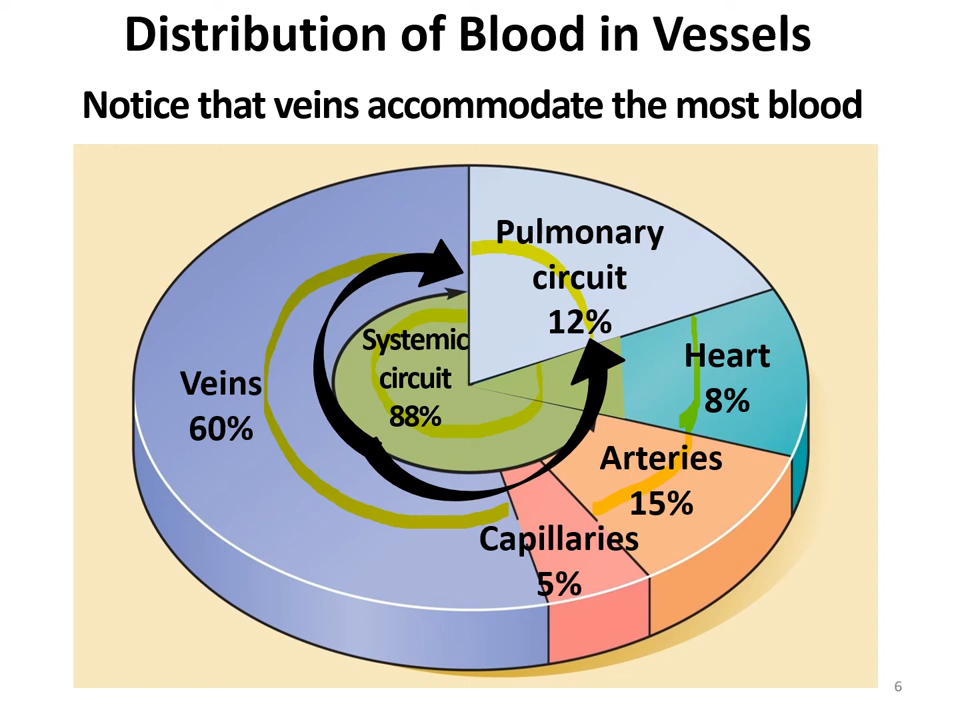 Distribution of Blood in Vessels
Notice that veins accommodate the most blood
Pulmonary
circuit
12%
Systemic
circuit
88%
Heart
8%
Veins
60%
Arteries
15%
Capillaries
5%
6